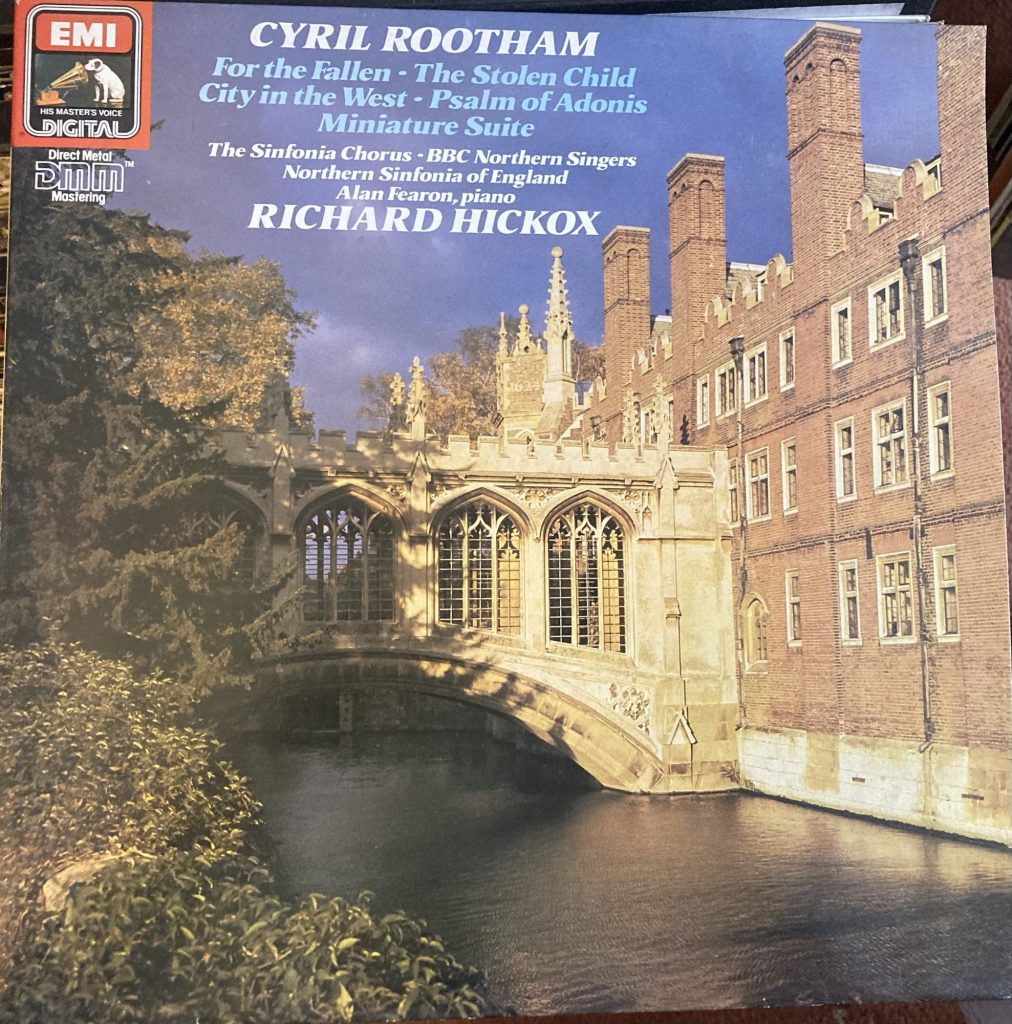 EMI
HIS MASTER'S VOICE
DIGITAL
Direct Metal
DMM™
Mastering
CYRIL ROOTHAM
For the Fallen - The Stolen Child
City in the West - Psalm of Adonis
Miniature Suite
The Sinfonia Chorus - BBC Northern Singers
Northern Sinfonia of England
Alan Fearon, piano
RICHARD HICKOX
1624